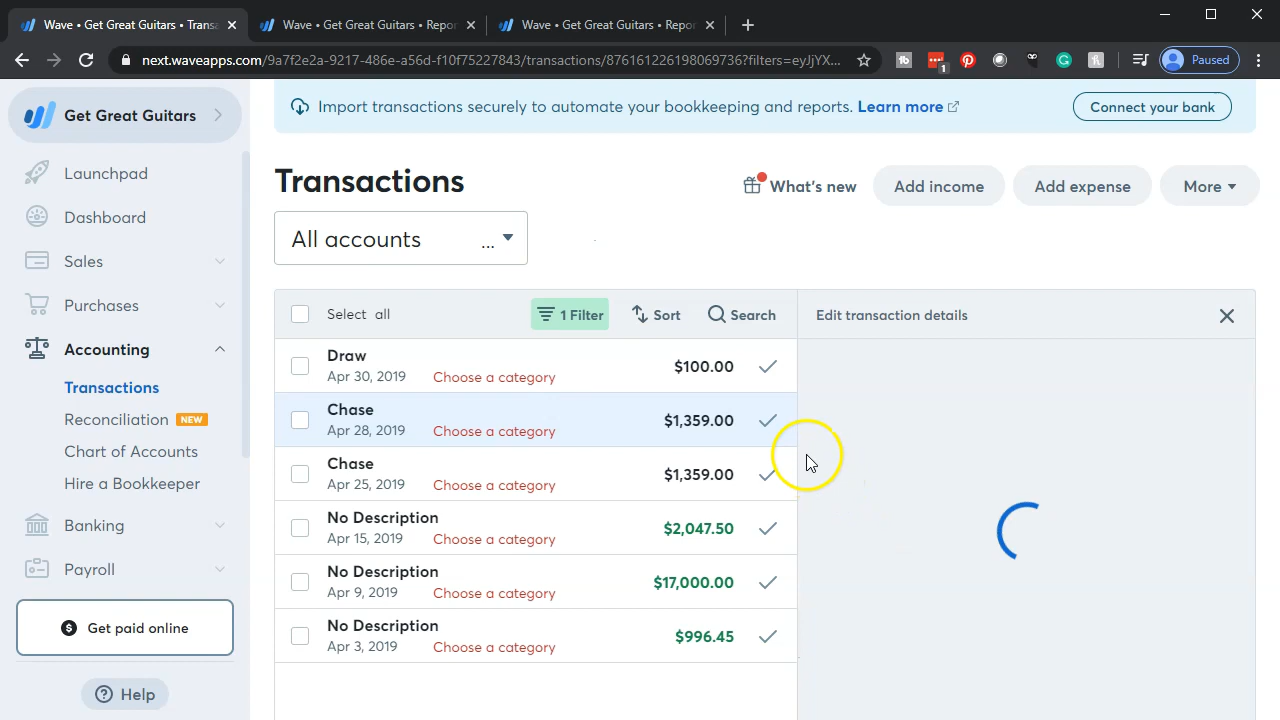 Wave • Get Great Guitars • Transa
Wave • Get Great Guitars • Repor
Wave • Get Great Guitars • Repor
next.waveapps.com/9a7f2e2a-9217-486e-a56d-f10f75227843/transactions/876161226198069736?filters=eyJjYX...
1
Paused
Get Great Guitars
Launchpad
Dashboard
Sales
Purchases
Accounting
Transactions
Reconciliation NEW
Chart of Accounts
Hire a Bookkeeper
Banking
Payroll
Get paid online
Help
Import transactions securely to automate your bookkeeping and reports. Learn more
Connect your bank
Transactions
What's new
Add income
Add expense
More
All accounts ...
Select all
1 Filter
Sort
Search
Edit transaction details
Draw
Apr 30, 2019 Choose a category
$100.00
Chase
Apr 28, 2019 Choose a category
$1,359.00
Chase
Apr 25, 2019 Choose a category
$1,359.00
No Description
Apr 15, 2019 Choose a category
$2,047.50
No Description
Apr 9, 2019 Choose a category
$17,000.00
No Description
Apr 3, 2019 Choose a category
$996.45